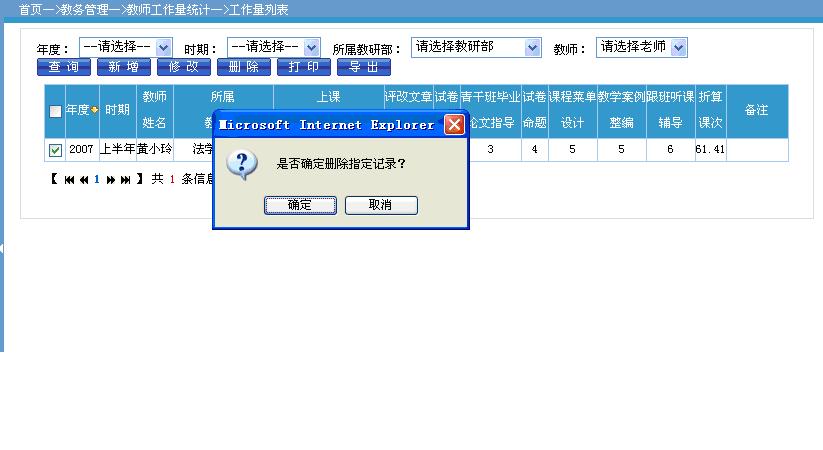 首页—>教务管理—>教师工作量统计—>工作量列表
年度： --请选择-- 时期： --请选择-- 所属教研部： 请选择教研部 教师： 请选择老师
查 询 新 增 修 改 删 除 打 印 导 出
教师 所属 上课 评改文章 试卷 青干班毕业 试卷 课程菜单 教学案例 跟班听课 折算
年度 时期 备注
姓名 论文指导 命题 设计 整编 辅导 课次
Microsoft Internet Explorer
2007 上半年 黄小玲 法学 3 4 5 5 6 61.41
是否确定删除指定记录？
【 1 】 共 1 条信息
确定 取消